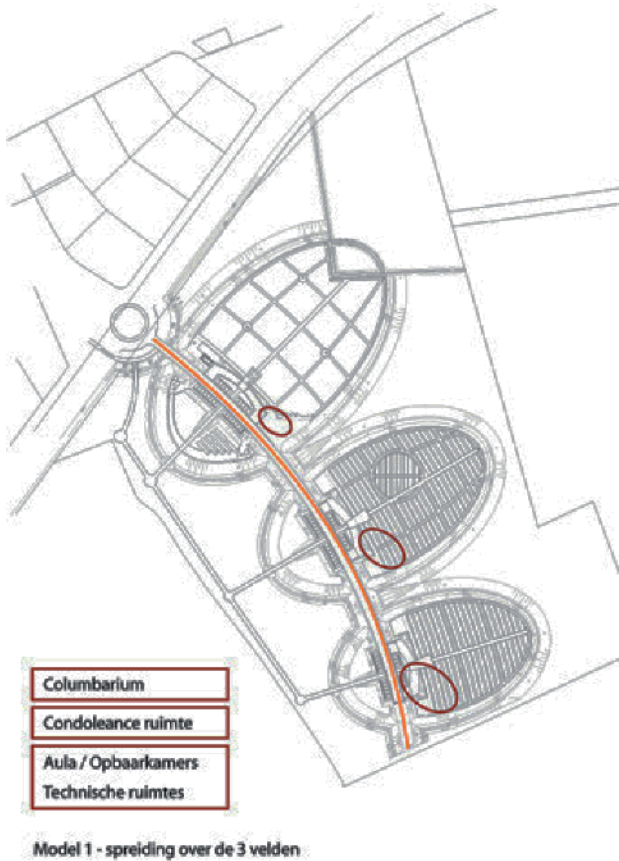 Columbarium
Condoleance ruimte
Aula / Opbaarkamers
Technische ruimtes
Model 1 - spreiding over de 3 velden